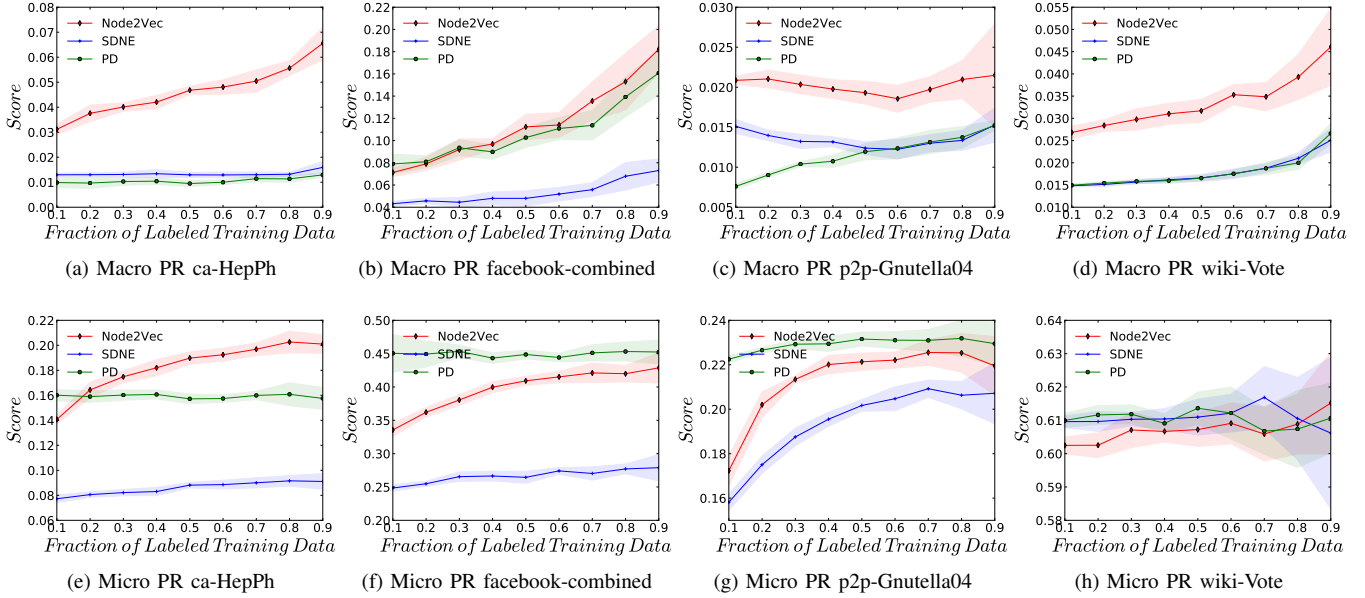 0.08
0.07
0.06
0.05
0.04
0.03
0.02
0.01
0.00
Score
Node2Vec
SDNE
PD
0.1 0.2 0.3 0.4 0.5 0.6 0.7 0.8 0.9
Fraction of Labeled Training Data
(a) Macro PR ca-HepPh
0.22
0.20
0.18
0.16
0.14
0.12
0.10
0.08
0.06
0.04
Score
Node2Vec
SDNE
PD
0.1 0.2 0.3 0.4 0.5 0.6 0.7 0.8 0.9
Fraction of Labeled Training Data
(b) Macro PR facebook-combined
0.030
0.025
0.020
0.015
0.010
0.005
Score
Node2Vec
SDNE
PD
0.1 0.2 0.3 0.4 0.5 0.6 0.7 0.8 0.9
Fraction of Labeled Training Data
(c) Macro PR p2p-Gnutella04
0.055
0.050
0.045
0.040
0.035
0.030
0.025
0.020
0.015
0.010
Score
Node2Vec
SDNE
PD
0.1 0.2 0.3 0.4 0.5 0.6 0.7 0.8 0.9
Fraction of Labeled Training Data
(d) Macro PR wiki-Vote
0.22
0.20
0.18
0.16
0.14
0.12
0.10
0.08
0.06
Score
Node2Vec
SDNE
PD
0.1 0.2 0.3 0.4 0.5 0.6 0.7 0.8 0.9
Fraction of Labeled Training Data
(e) Micro PR ca-HepPh
0.50
0.45
0.40
0.35
0.30
0.25
0.20
Score
Node2Vec
SDNE
PD
0.1 0.2 0.3 0.4 0.5 0.6 0.7 0.8 0.9
Fraction of Labeled Training Data
(f) Micro PR facebook-combined
0.24
0.22
0.20
0.18
0.16
Score
Node2Vec
SDNE
PD
0.1 0.2 0.3 0.4 0.5 0.6 0.7 0.8 0.9
Fraction of Labeled Training Data
(g) Micro PR p2p-Gnutella04
0.64
0.63
0.62
0.61
0.60
0.59
0.58
Score
Node2Vec
SDNE
PD
0.1 0.2 0.3 0.4 0.5 0.6 0.7 0.8 0.9
Fraction of Labeled Training Data
(h) Micro PR wiki-Vote